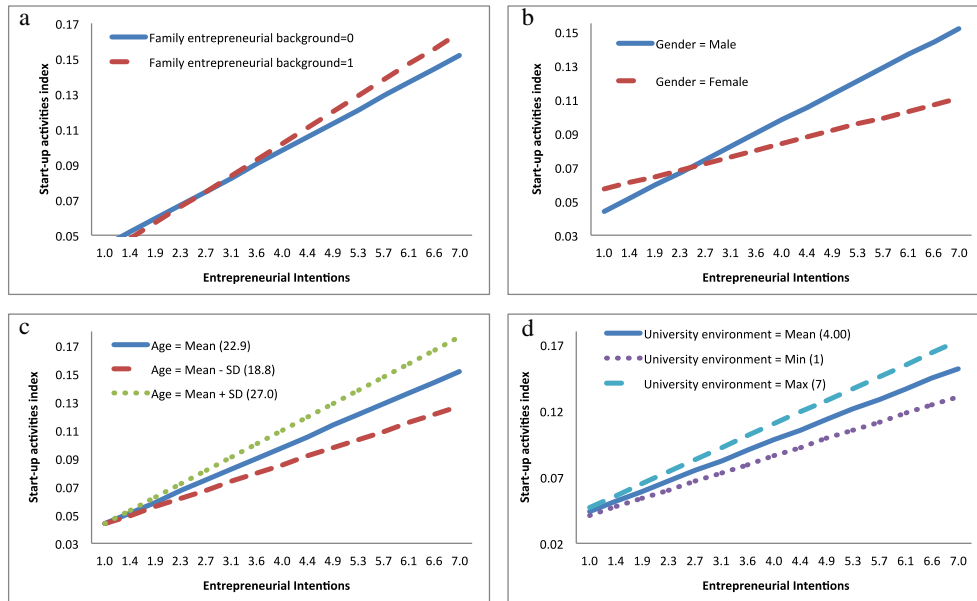 a
0.17
0.15
0.13
0.11
0.09
0.07
0.05
Start-up activities index
Family entrepreneurial background=0
Family entrepreneurial background=1
1.0 1.4 1.9 2.3 2.7 3.1 3.6 4.0 4.4 4.9 5.3 5.7 6.1 6.6 7.0
Entrepreneurial Intentions
b
0.15
0.13
0.11
0.09
0.07
0.05
0.03
Start-up activities index
Gender = Male
Gender = Female
1.0 1.4 1.9 2.3 2.7 3.1 3.6 4.0 4.4 4.9 5.3 5.7 6.1 6.6 7.0
Entrepreneurial Intentions
c
0.17
0.15
0.13
0.11
0.09
0.07
0.05
0.03
Start-up activities index
Age = Mean (22.9)
Age = Mean - SD (18.8)
Age = Mean + SD (27.0)
1.0 1.4 1.9 2.3 2.7 3.1 3.6 4.0 4.4 4.9 5.3 5.7 6.1 6.6 7.0
Entrepreneurial Intentions
d
0.17
0.12
0.07
0.02
Start-up activities index
University environment = Mean (4.00)
University environment = Min (1)
University environment = Max (7)
1.0 1.4 1.9 2.3 2.7 3.1 3.6 4.0 4.4 4.9 5.3 5.7 6.1 6.6 7.0
Entrepreneurial Intentions